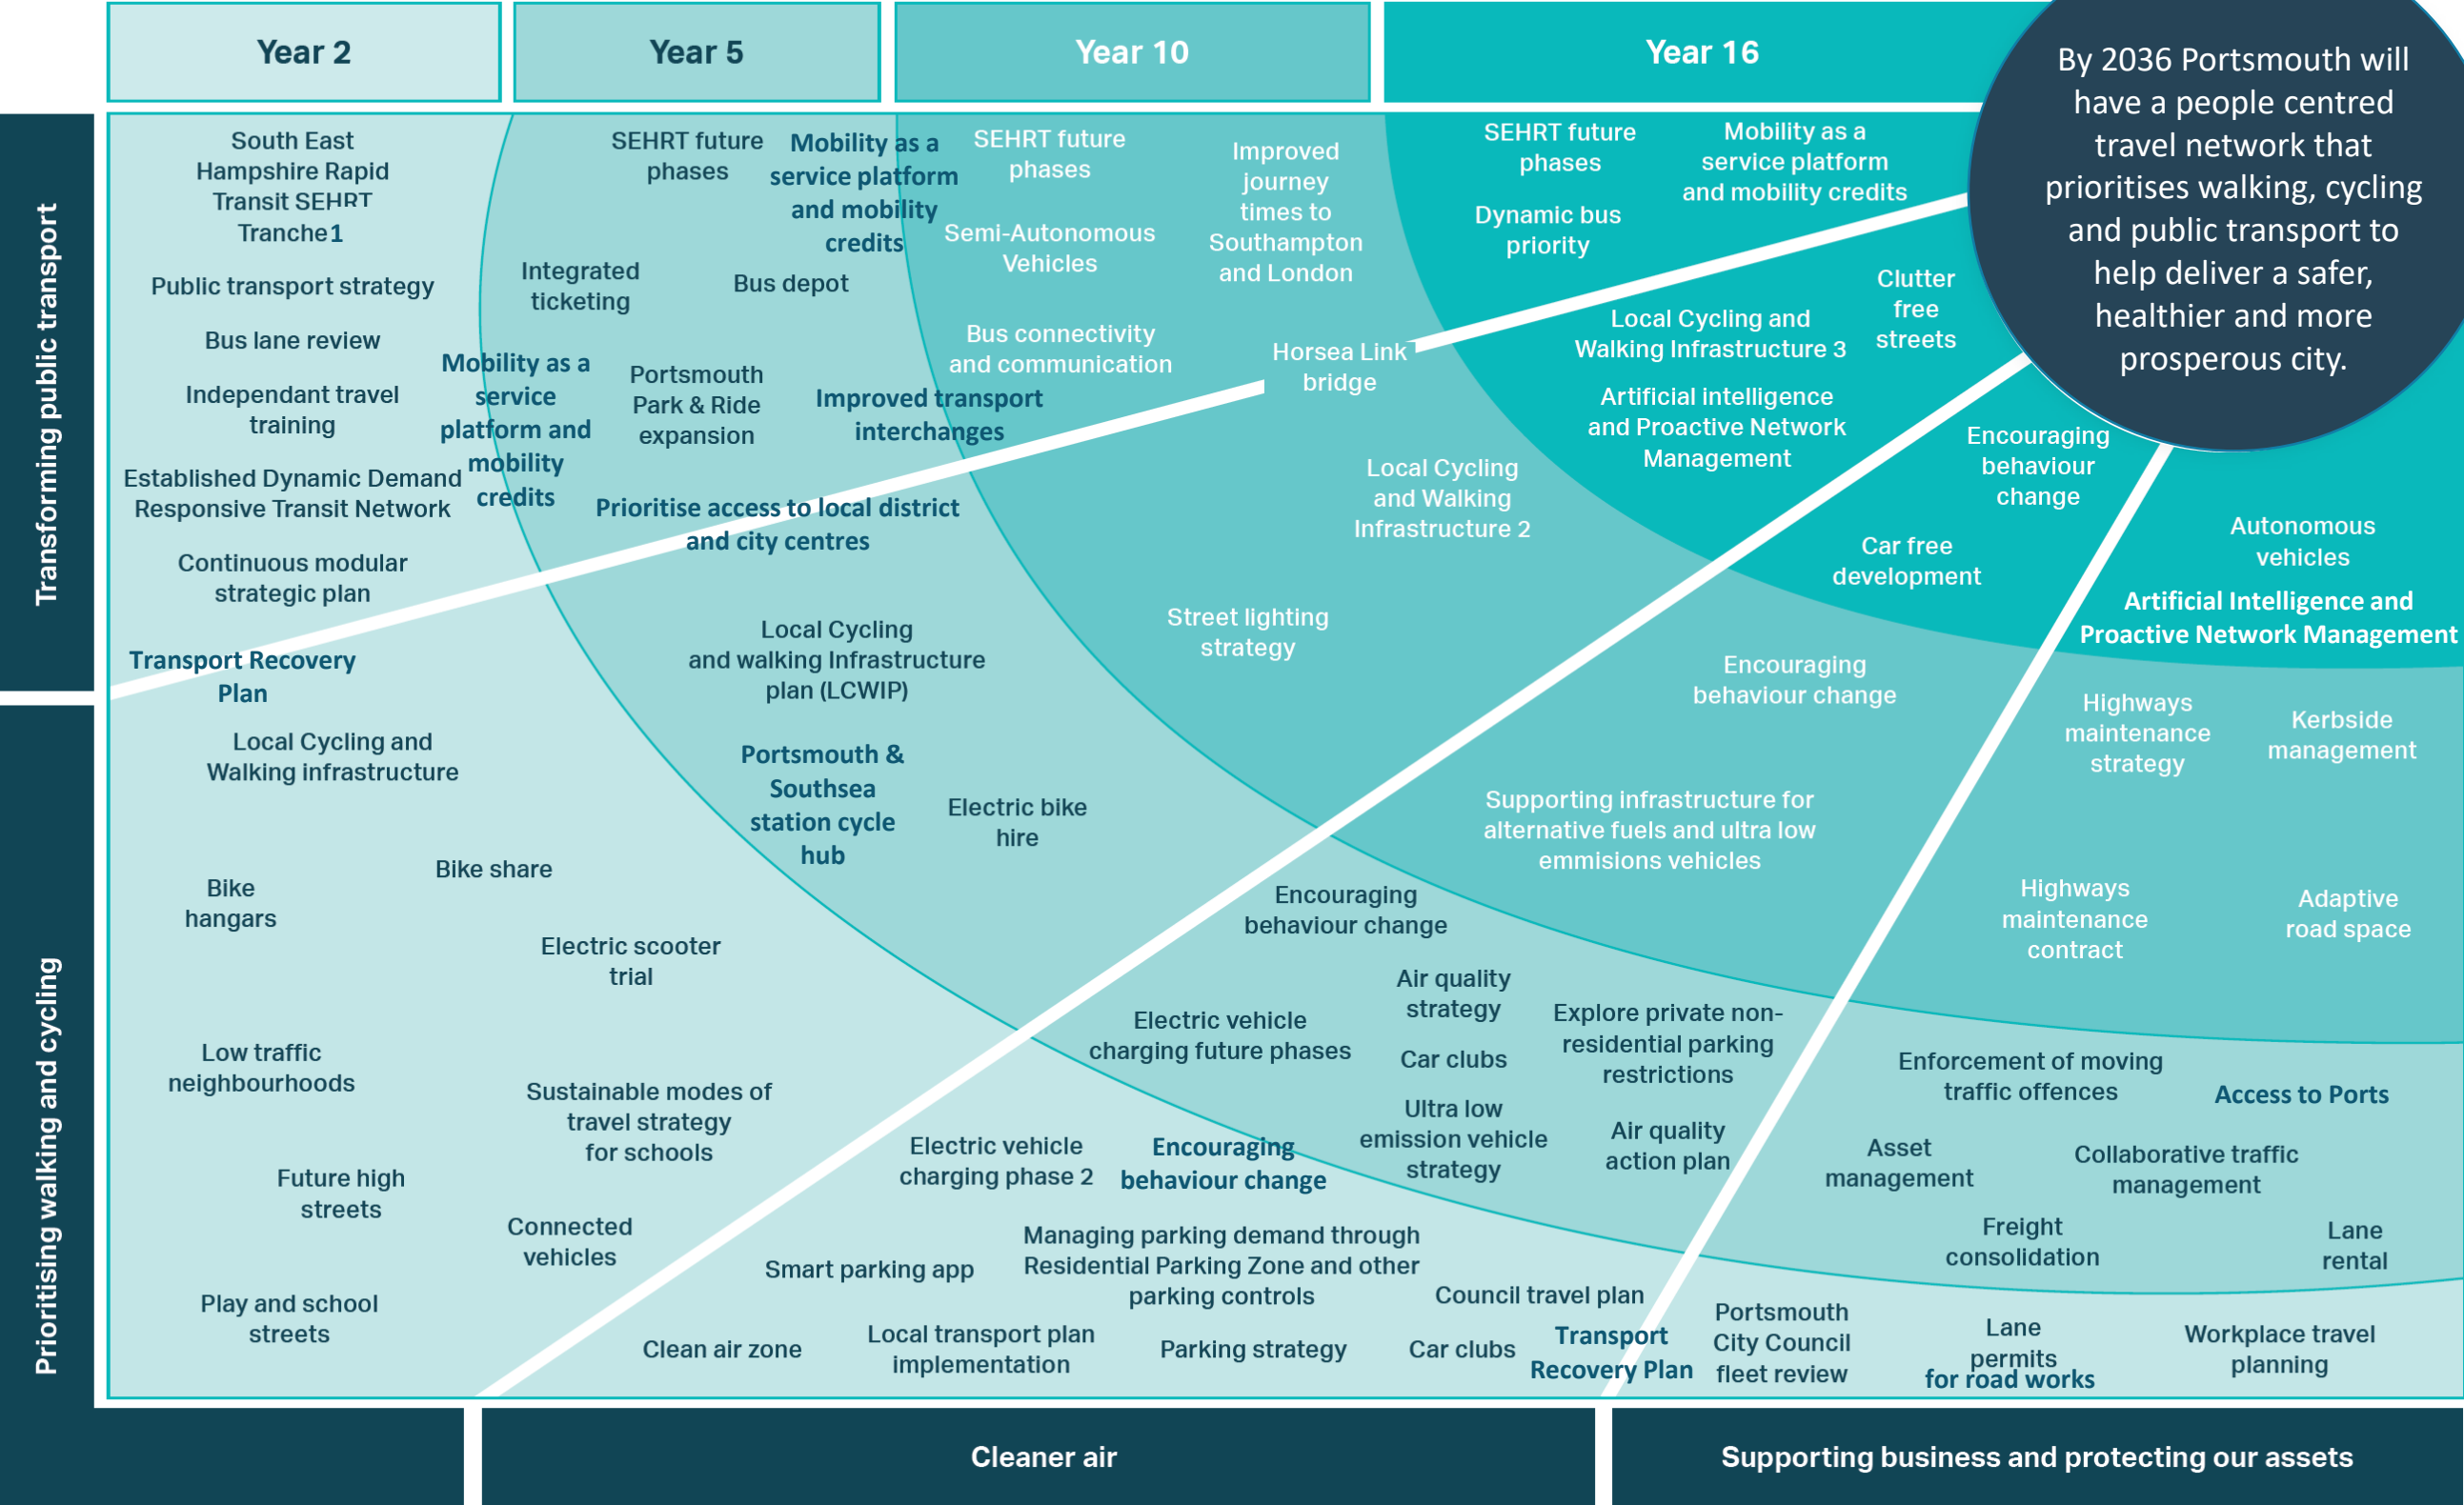 Year 2
Year 5
Year 10
Year 16
By 2036 Portsmouth will
have a people centred
travel network that
prioritises walking, cycling
and public transport to
help deliver a safer,
healthier and more
prosperous city.
Transforming public transport
South East
Hampshire Rapid
Transit SEHRT
Tranche1
Public transport strategy
Bus lane review
Independant travel
training
Established Dynamic Demand
Responsive Transit Network
Continuous modular
strategic plan
Mobility as a
service
platform and
mobility
credits
SEHRT future
phases
Mobility as a
service platform
and mobility
credits
Integrated
ticketing
Bus depot
Portsmouth
Park & Ride
expansion
Improved transport
interchanges
Prioritise access to local district
and city centres
SEHRT future
phases
Semi-Autonomous
Vehicles
Improved
journey
times to
Southampton
and London
Bus connectivity
and communication
Horsea Link
bridge
SEHRT future
phases
Mobility as a
service platform
and mobility credits
Dynamic bus
priority
Prioritising walking and cycling
Transport Recovery
Plan
Local Cycling and
Walking infrastructure
Bike share
Bike
hangars
Electric scooter
trial
Low traffic
neighbourhoods
Sustainable modes of
travel strategy
for schools
Future high
streets
Connected
vehicles
Play and school
streets
Local Cycling
and walking Infrastructure
plan (LCWIP)
Portsmouth &
Southsea
station cycle
hub
Electric bike
hire
Local Cycling
and Walking
Infrastructure 2
Street lighting
strategy
Clutter
free
streets
Local Cycling and
Walking Infrastructure 3
Artificial intelligence
and Proactive Network
Management
Encouraging
behaviour
change
Car free
development
Encouraging
behaviour change
Supporting infrastructure for
alternative fuels and ultra low
emmisions vehicles
Encouraging
behaviour change
Air quality
strategy
Electric vehicle
charging future phases
Car clubs
Explore private non-
residential parking
restrictions
Ultra low
emission vehicle
strategy
Air quality
action plan
Electric vehicle
charging phase 2
Encouraging
behaviour change
Smart parking app
Managing parking demand through
Residential Parking Zone and other
parking controls
Council travel plan
Clean air zone
Local transport plan
implementation
Parking strategy
Car clubs
Transport
Recovery Plan
Autonomous
vehicles
Artificial Intelligence and
Proactive Network Management
Highways
maintenance
strategy
Kerbside
management
Highways
maintenance
contract
Adaptive
road space
Enforcement of moving
traffic offences
Access to Ports
Asset
management
Collaborative traffic
management
Freight
consolidation
Lane
rental
Portsmouth
City Council
fleet review
Lane
permits
for road works
Workplace travel
planning
Cleaner air
Supporting business and protecting our assets